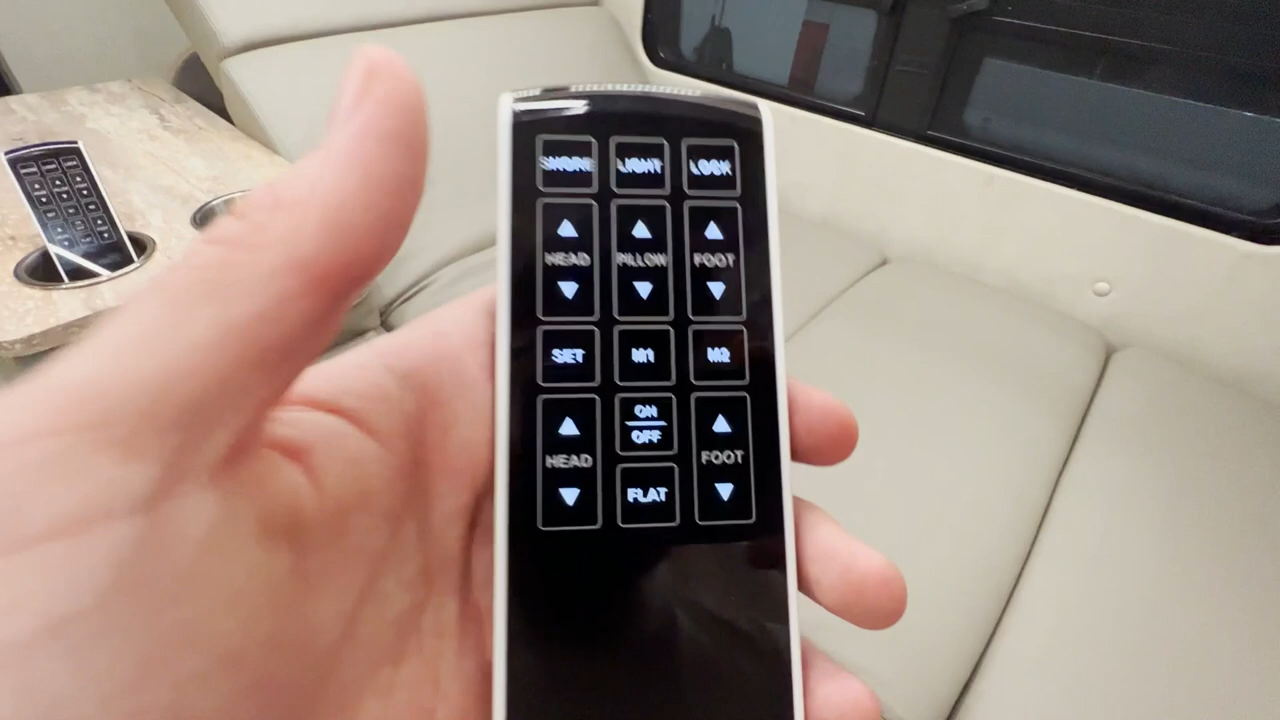 SNORE LIGHT LOCK
HEAD PILLOW FOOT
SET M1 M2
ON
OFF
HEAD FOOT
FLAT